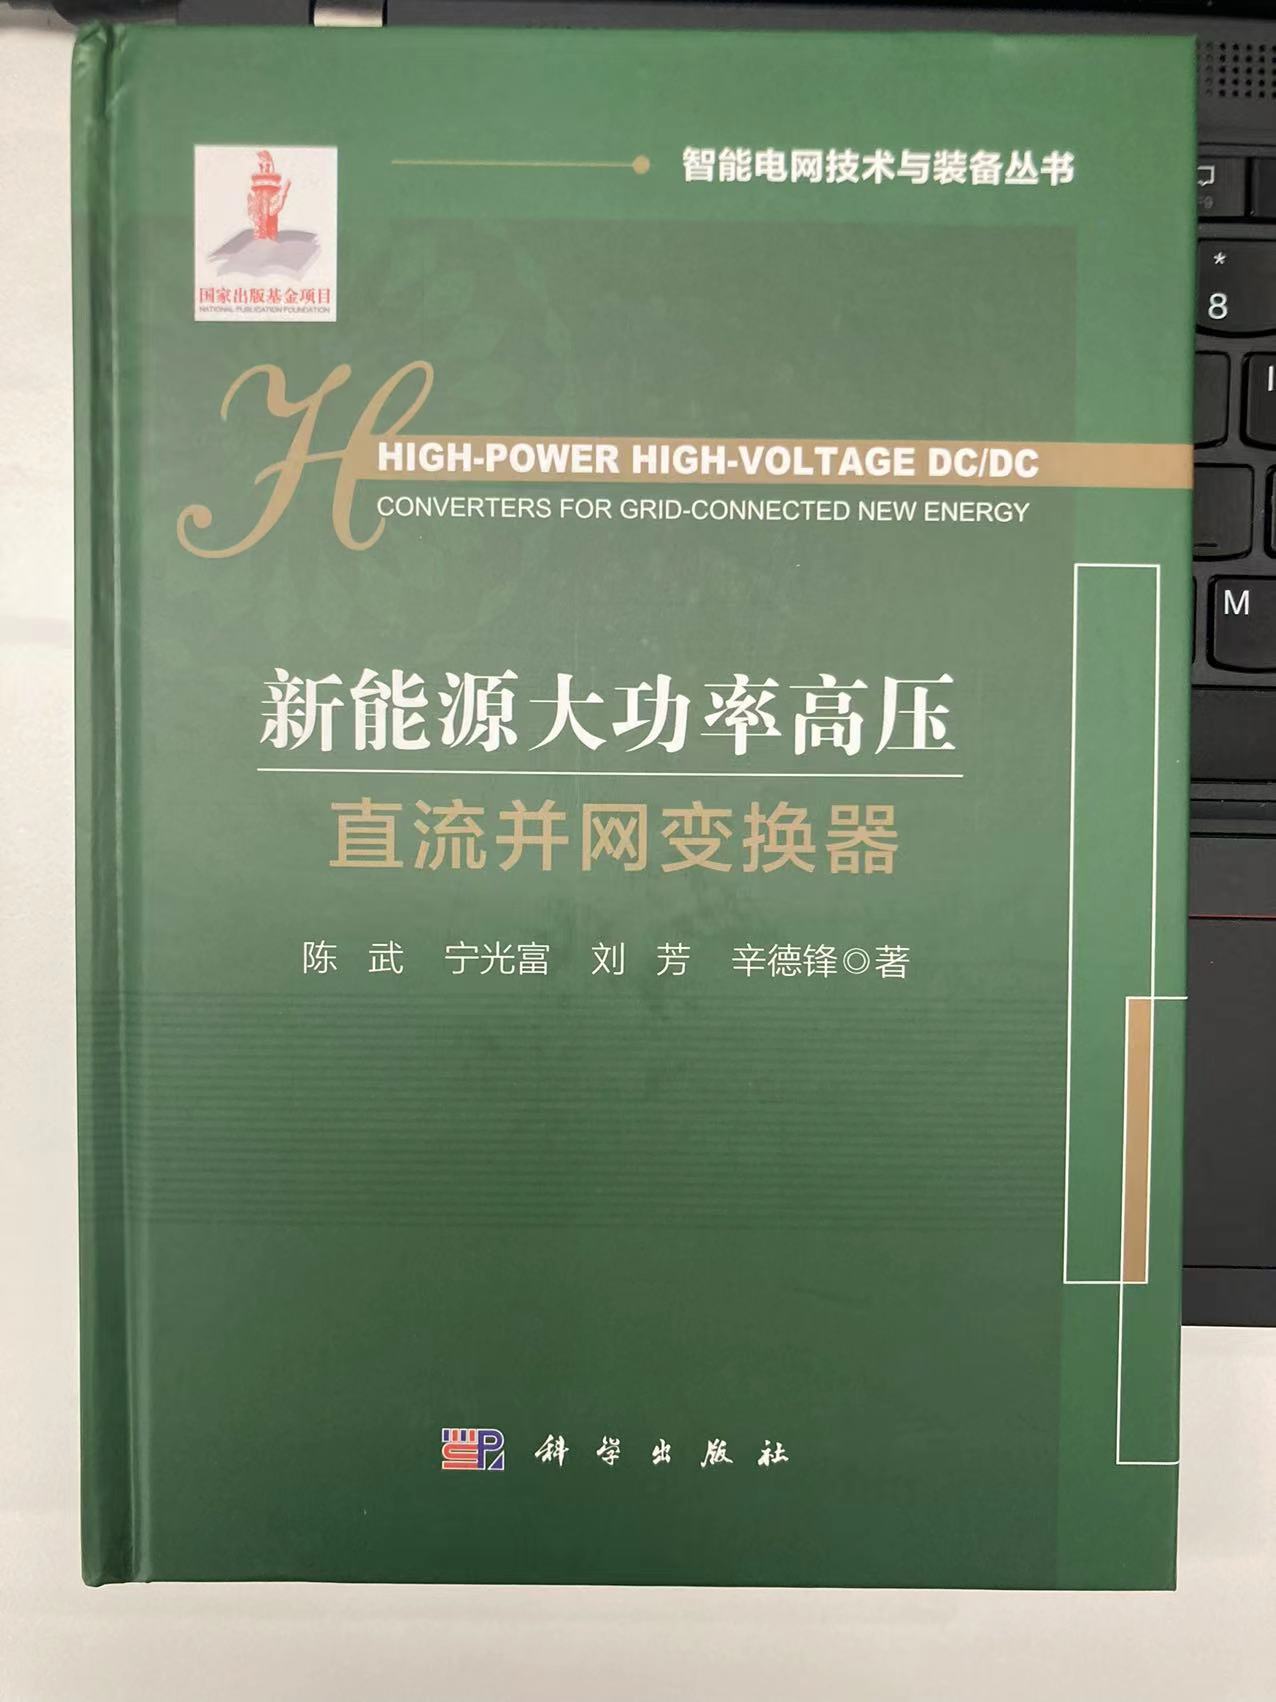 智能电网技术与装备丛书
国家出版基金项目
NATIONAL PUBLICATION FOUNDATION
HIGH-POWER HIGH-VOLTAGE DC/DC
CONVERTERS FOR GRID-CONNECTED NEW ENERGY
新能源大功率高压
直流并网变换器
陈 武 宁光富 刘 芳 辛德锋◎著
科学出版社
F9
*
8
I
M